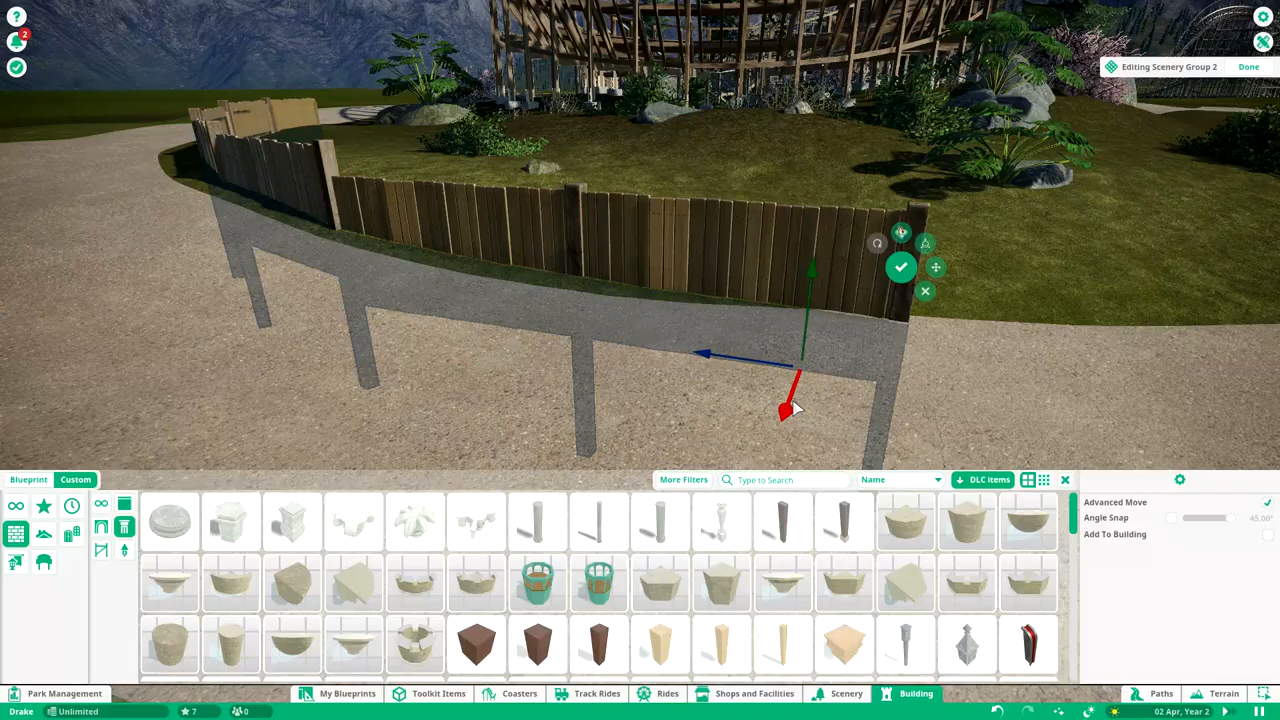 ?
2
Editing Scenery Group 2 Done
Blueprint Custom More Filters Type to Search Name DLC items
Advanced Move
Angle Snap 45.00°
Add To Building
Park Management My Blueprints Toolkit Items Coasters Track Rides Rides Shops and Facilities Scenery Building Paths Terrain
Drake Unlimited 7 0 02 Apr, Year 2